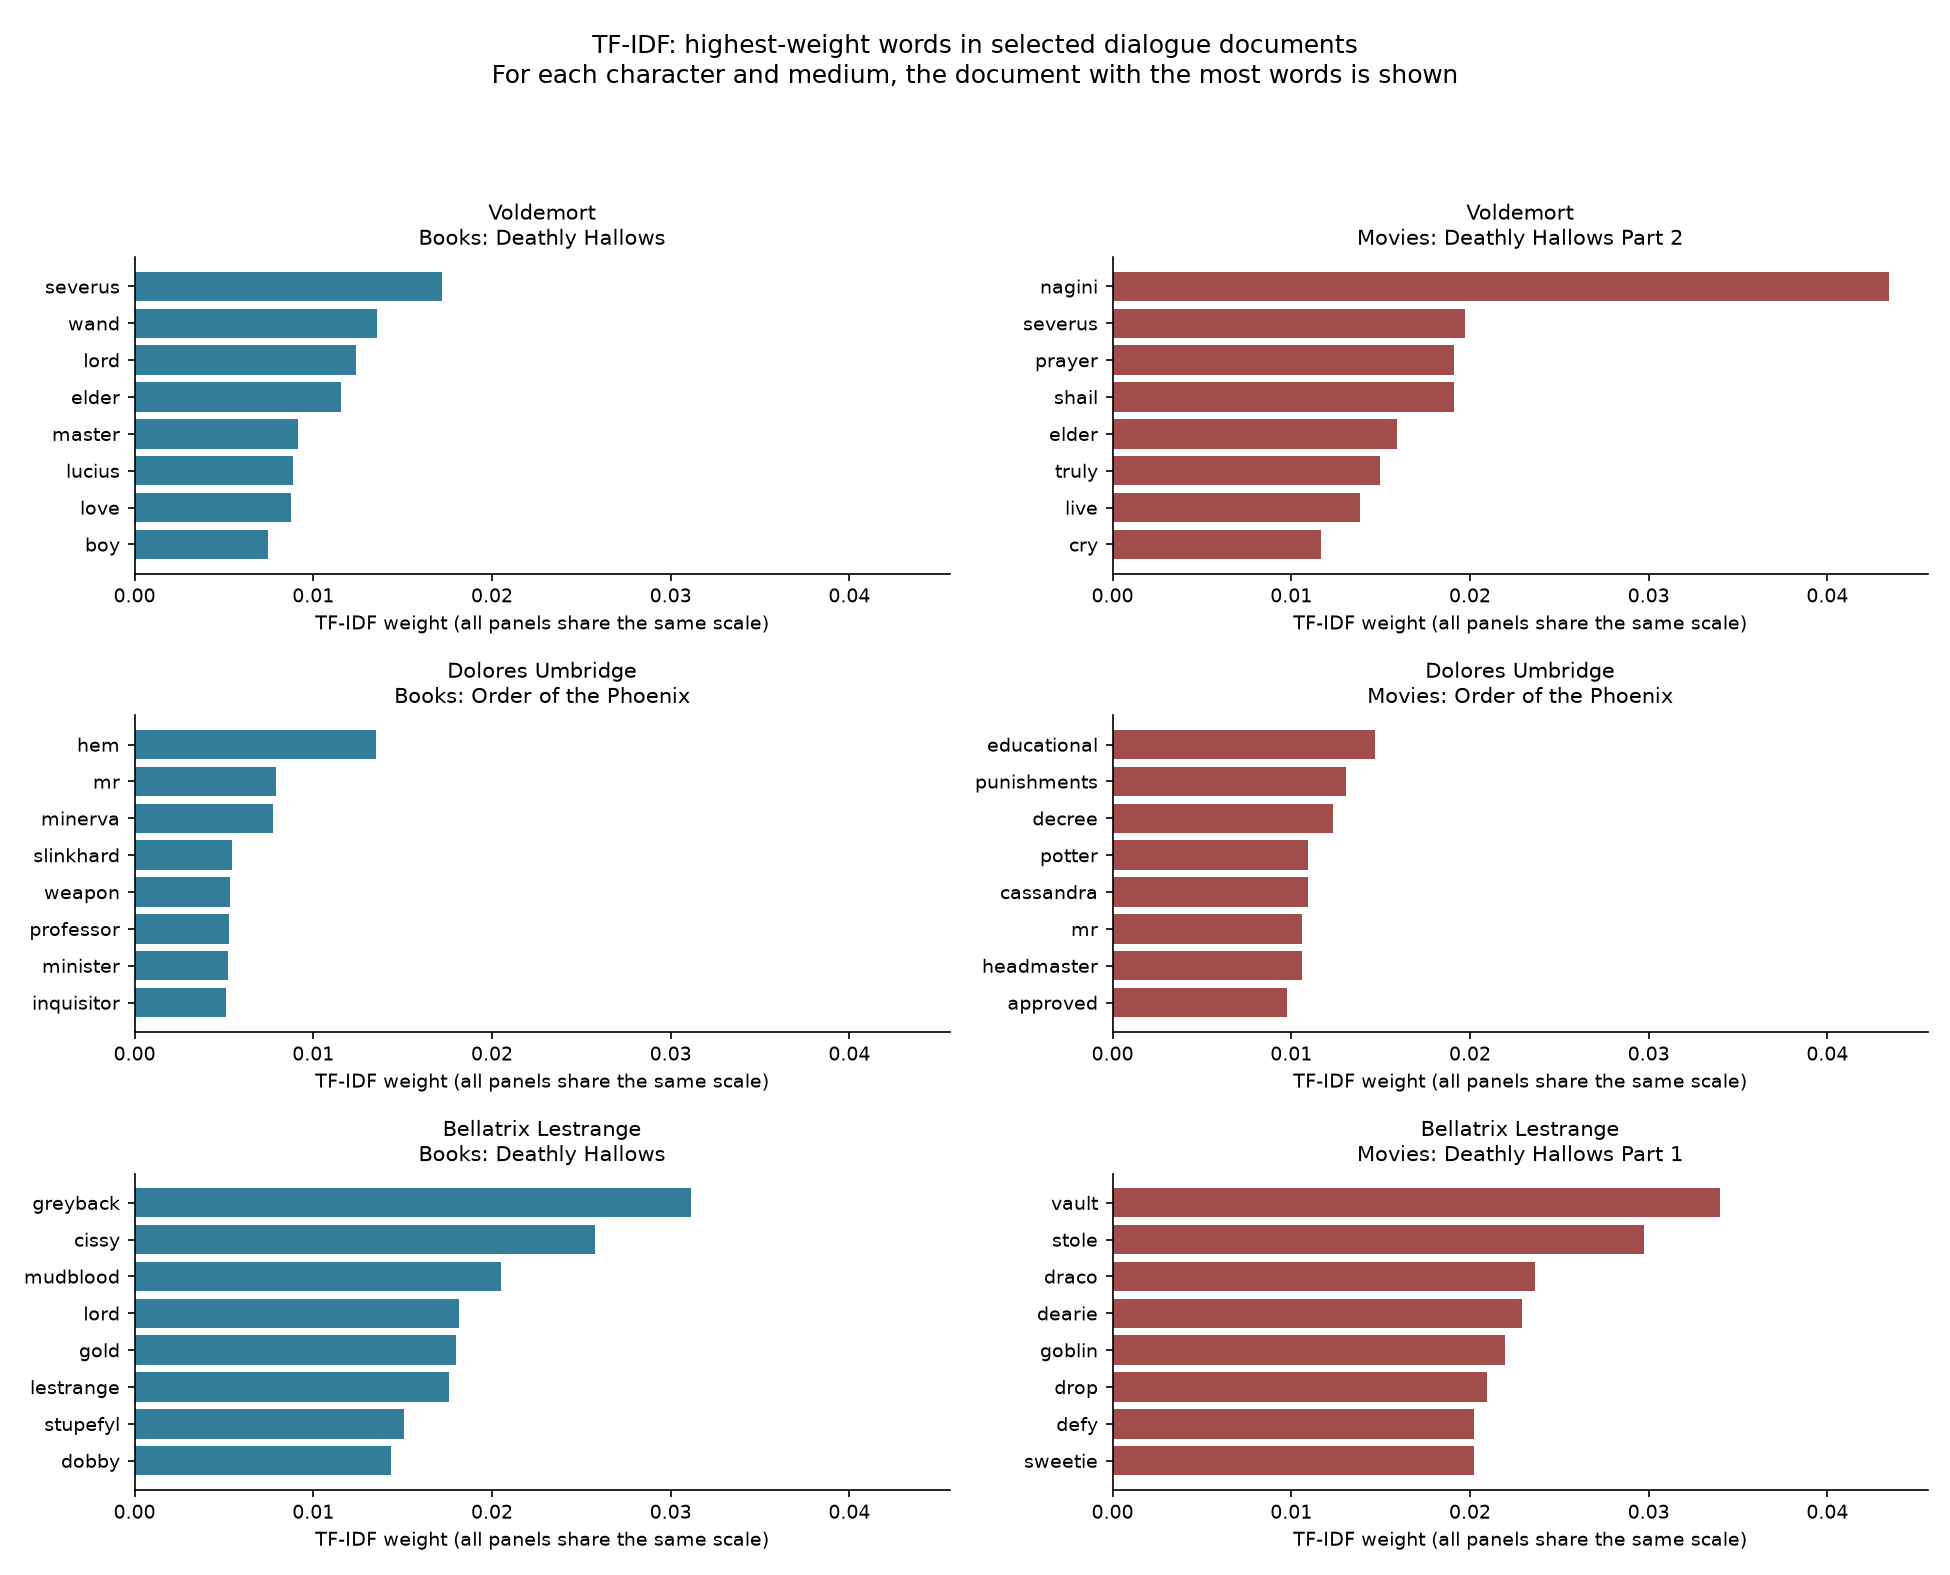 TF-IDF: highest-weight words in selected dialogue documents
For each character and medium, the document with the most words is shown
Voldemort
Books: Deathly Hallows
severus
wand
lord
elder
master
lucius
love
boy
0.00 0.01 0.02 0.03 0.04
TF-IDF weight (all panels share the same scale)
Voldemort
Movies: Deathly Hallows Part 2
nagini
severus
prayer
shail
elder
truly
live
cry
0.00 0.01 0.02 0.03 0.04
TF-IDF weight (all panels share the same scale)
Dolores Umbridge
Books: Order of the Phoenix
hem
mr
minerva
slinkhard
weapon
professor
minister
inquisitor
0.00 0.01 0.02 0.03 0.04
TF-IDF weight (all panels share the same scale)
Dolores Umbridge
Movies: Order of the Phoenix
educational
punishments
decree
potter
cassandra
mr
headmaster
approved
0.00 0.01 0.02 0.03 0.04
TF-IDF weight (all panels share the same scale)
Bellatrix Lestrange
Books: Deathly Hallows
greyback
cissy
mudblood
lord
gold
lestrange
stupefyl
dobby
0.00 0.01 0.02 0.03 0.04
TF-IDF weight (all panels share the same scale)
Bellatrix Lestrange
Movies: Deathly Hallows Part 1
vault
stole
draco
dearie
goblin
drop
defy
sweetie
0.00 0.01 0.02 0.03 0.04
TF-IDF weight (all panels share the same scale)